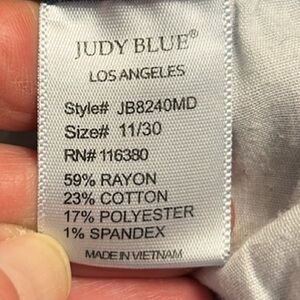 JUDY BLUE®
LOS ANGELES
Style# JB8240MD
Size# 11/30
RN# 116380
59% RAYON
23% COTTON
17% POLYESTER
1% SPANDEX
MADE IN VIETNAM